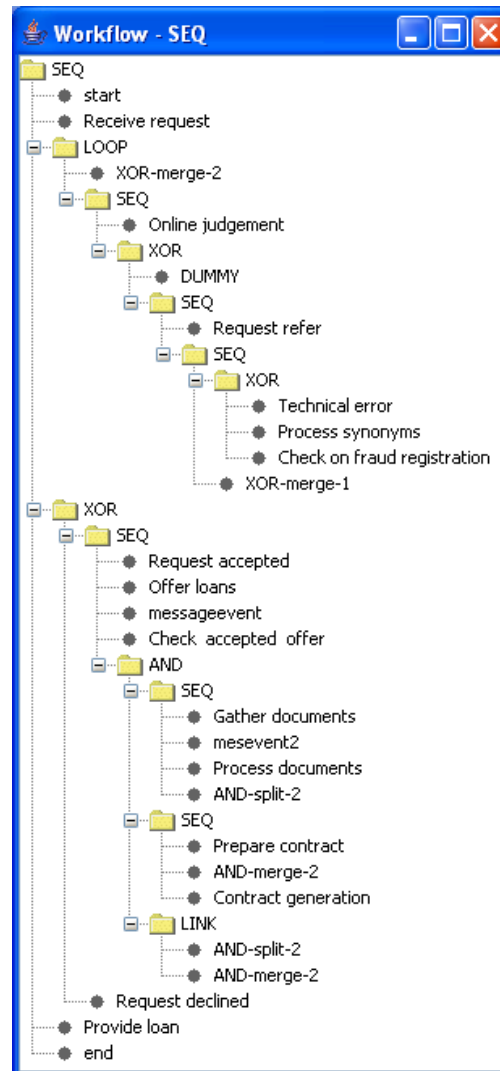 Workflow - SEQ
SEQ
start
Receive request
LOOP
XOR-merge-2
SEQ
Online judgement
XOR
DUMMY
SEQ
Request refer
SEQ
XOR
Technical error
Process synonyms
Check on fraud registration
XOR-merge-1
XOR
SEQ
Request accepted
Offer loans
messageevent
Check accepted offer
AND
SEQ
Gather documents
mesevent2
Process documents
AND-split-2
SEQ
Prepare contract
AND-merge-2
Contract generation
LINK
AND-split-2
AND-merge-2
Request declined
Provide loan
end